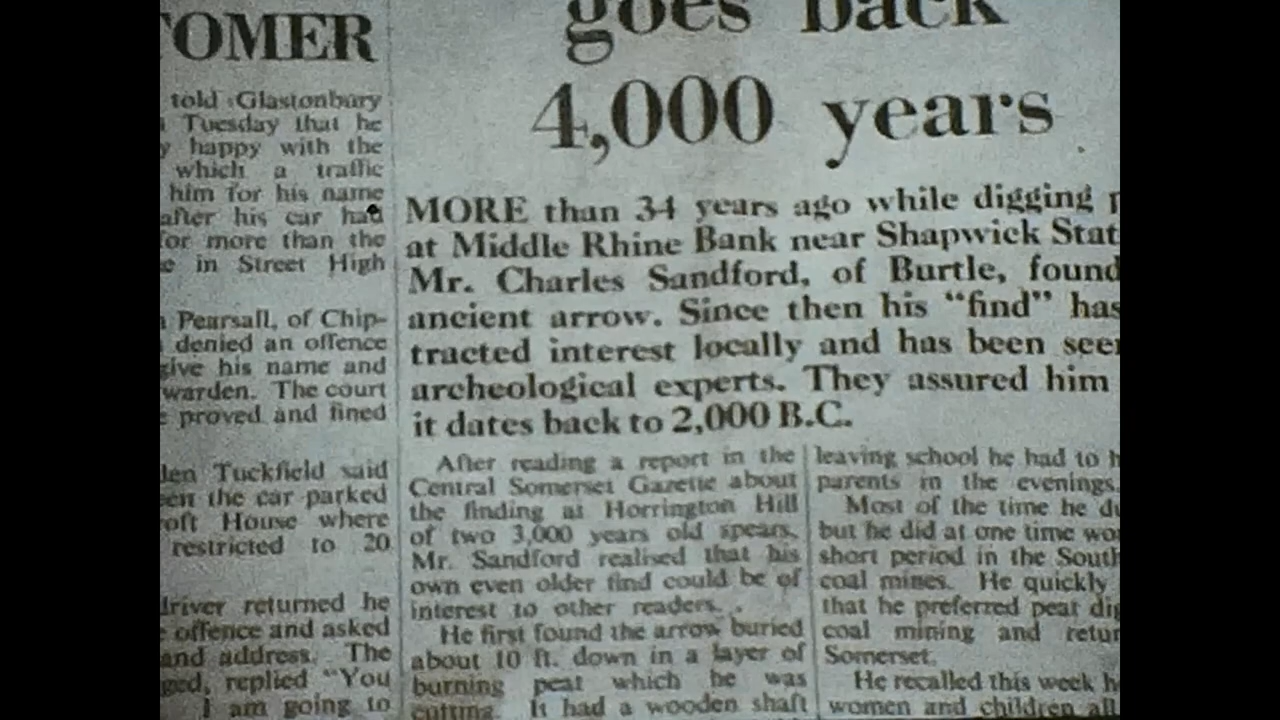 TOMER
told Glastonbury
Tuesday that he
y happy with the
which a traffic
him for his name
after his car had
for more than the
e in Street High
Pearsall, of Chip-
denied an offence
give his name and
warden. The court
proved and fined
len Tuckfield said
een the car parked
oft House where
restricted to 20
driver returned he
offence and asked
and address. The
ged, replied "You
I am going to
goes back
4,000 years
MORE than 34 years ago while digging p
at Middle Rhine Bank near Shapwick Stat
Mr. Charles Sandford, of Burtle, found
ancient arrow. Since then his "find" has
tracted interest locally and has been seen
archeological experts. They assured him
it dates back to 2,000 B.C.
After reading a report in the
Central Somerset Gazette about
the finding at Horrington Hill
of two 3,000 years old spears,
Mr. Sandford realised that his
own even older find could be of
interest to other readers.
He first found the arrow buried
about 10 ft. down in a layer of
burning peat which he was
cutting. It had a wooden shaft
leaving school he had to h
parents in the evenings.
Most of the time he du
but he did at one time wo
short period in the South
coal mines. He quickly
that he preferred peat dig
coal mining and retur
Somerset.
He recalled this week h
women and children all